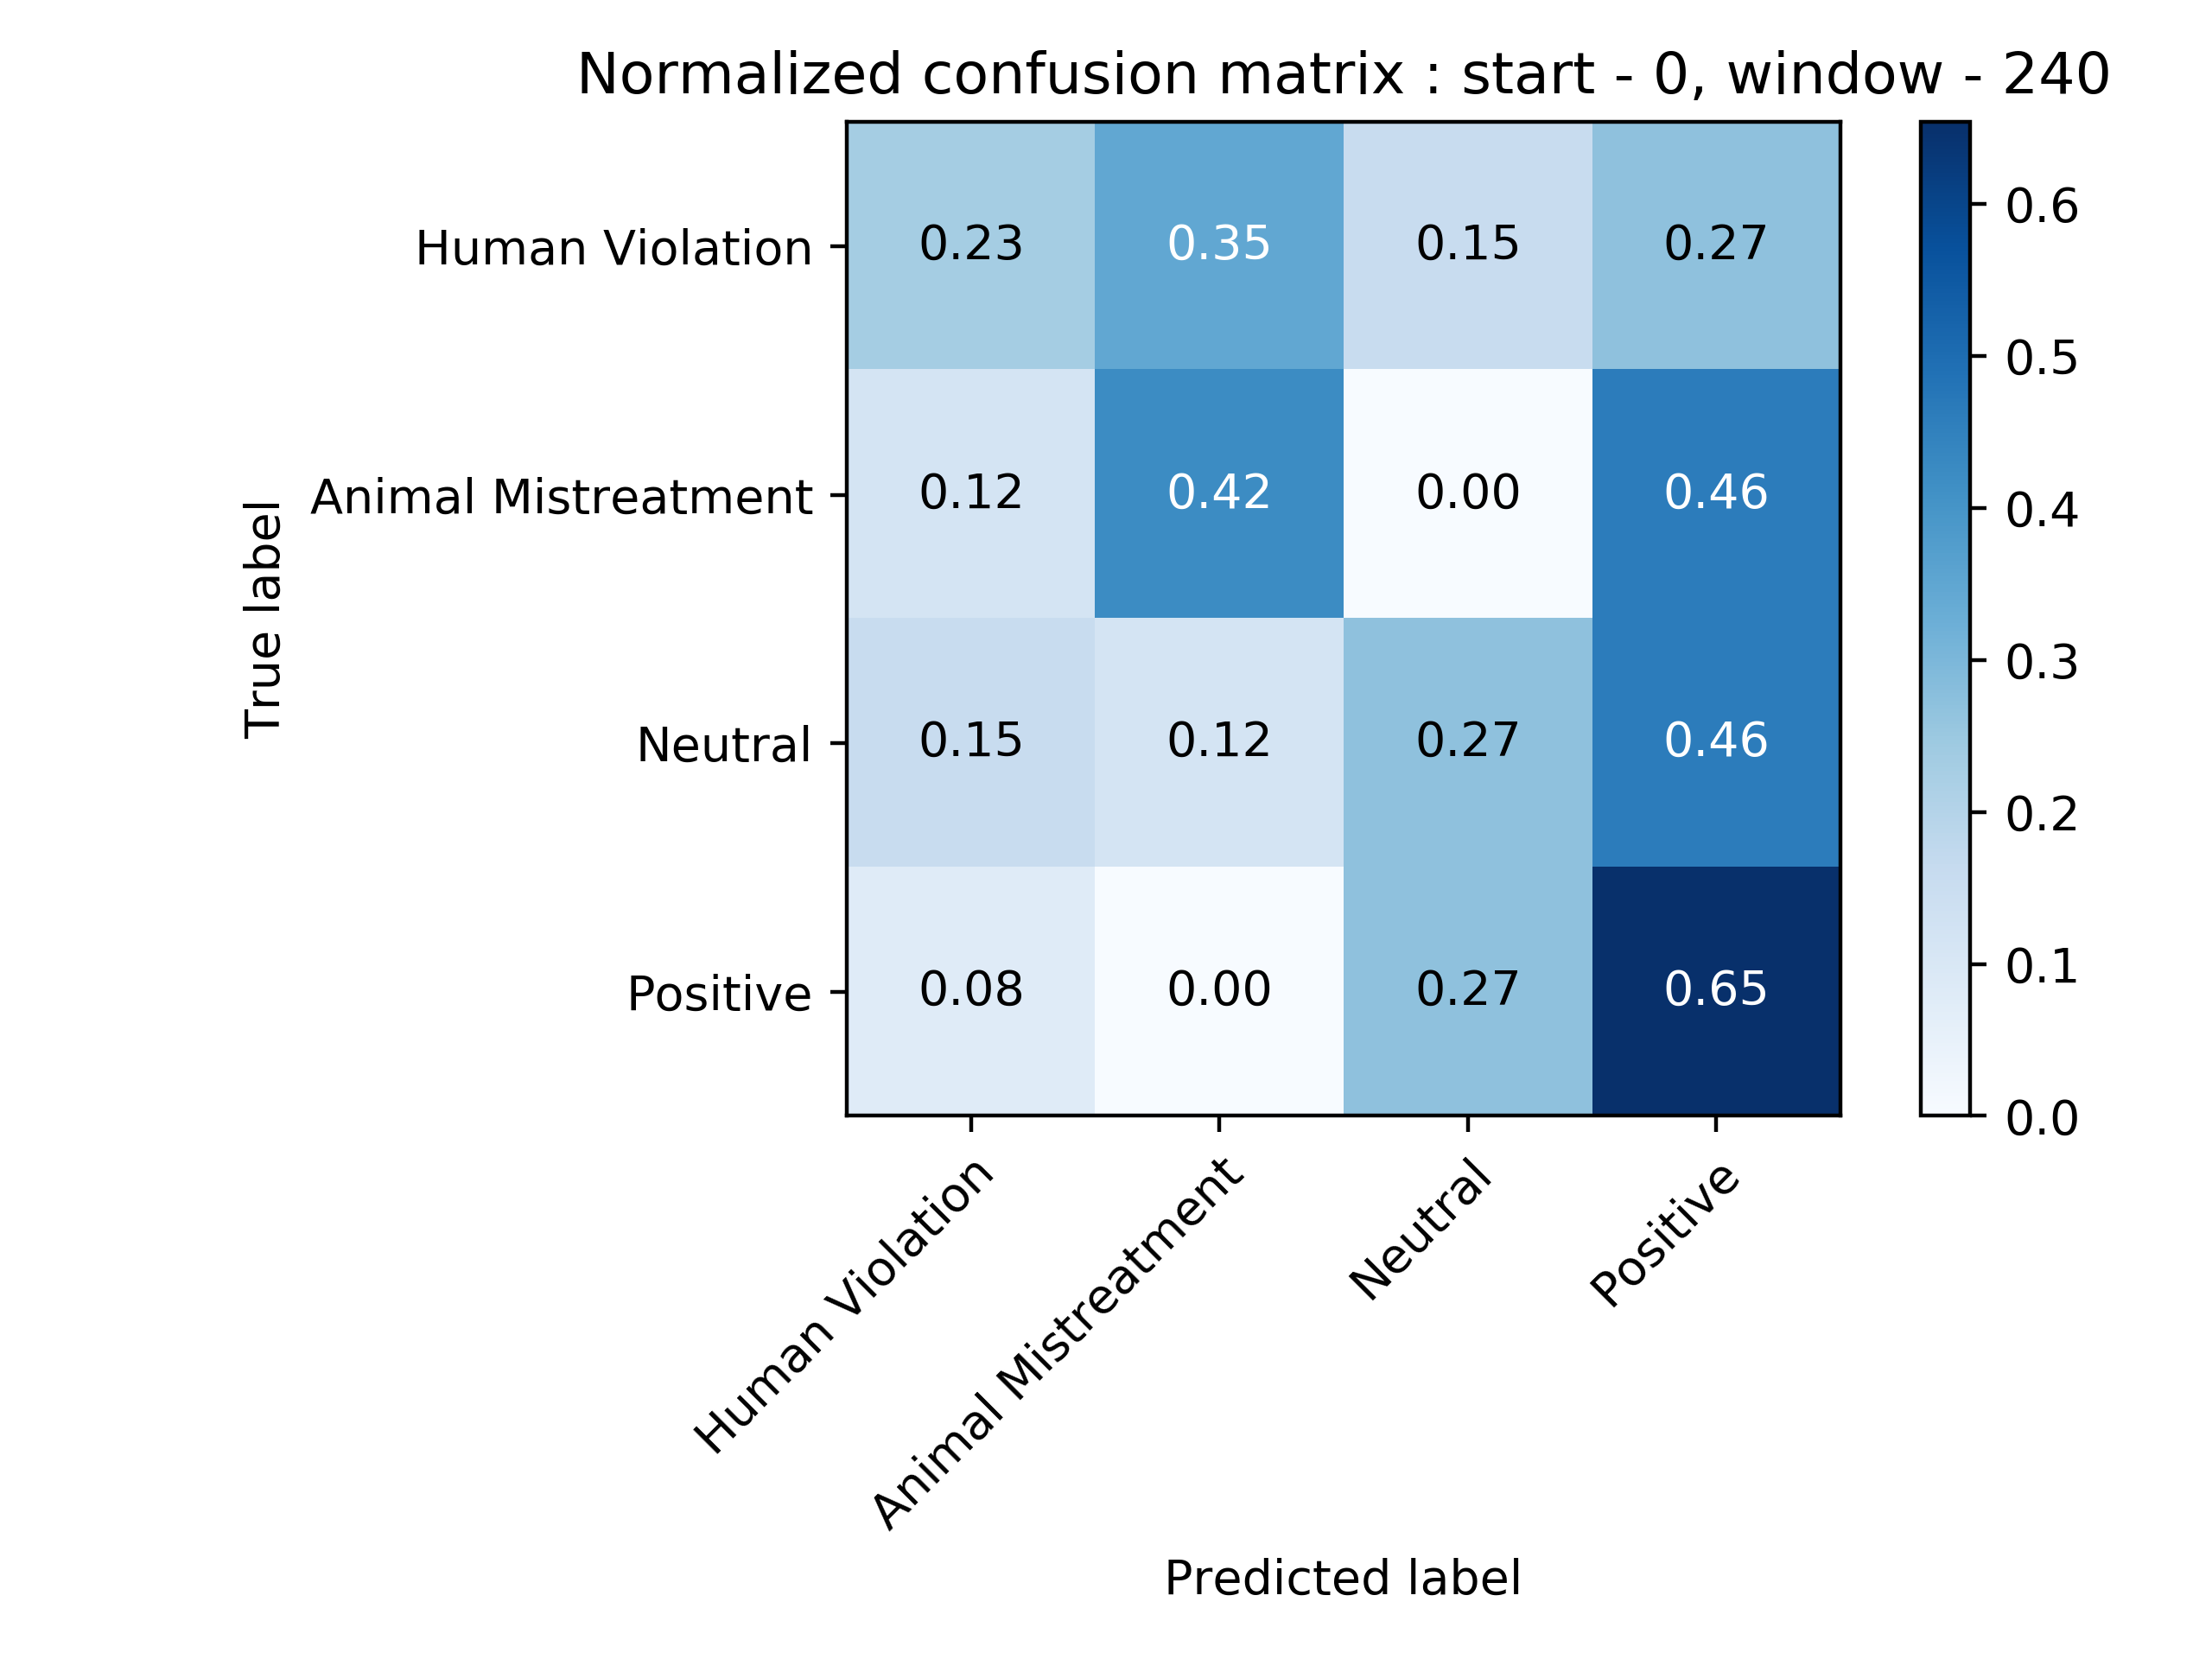 Normalized confusion matrix : start - 0, window - 240
True label
Human Violation
0.23 0.35 0.15 0.27
Animal Mistreatment
0.12 0.42 0.00 0.46
Neutral
0.15 0.12 0.27 0.46
Positive
0.08 0.00 0.27 0.65
Human Violation
Animal Mistreatment
Neutral
Positive
Predicted label
0.6
0.5
0.4
0.3
0.2
0.1
0.0